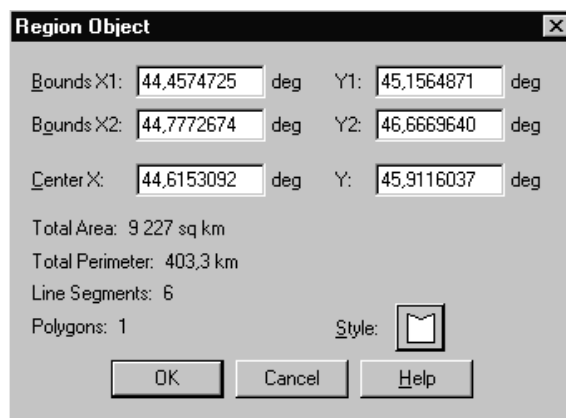 Region Object
Bounds X1: 44,4574725 deg Y1: 45,1564871 deg
Bounds X2: 44,7772674 deg Y2: 46,6669640 deg
Center X: 44,6153092 deg Y: 45,9116037 deg
Total Area: 9 227 sq km
Total Perimeter: 403,3 km
Line Segments: 6
Polygons: 1 Style:
OK Cancel Help